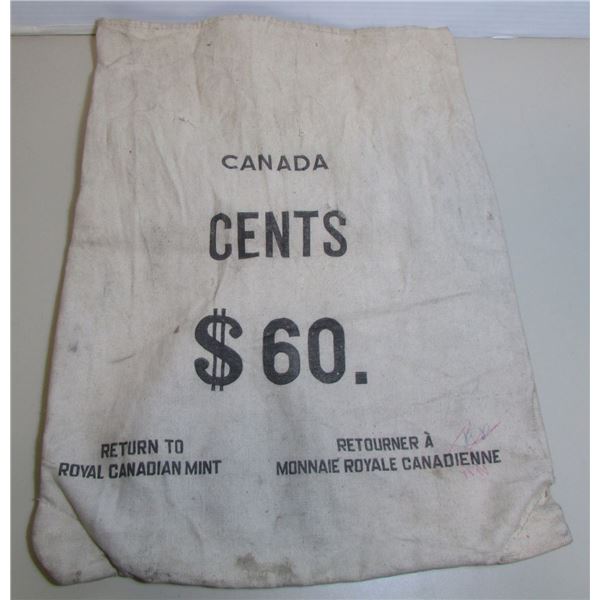 CANADA
CENTS
$60.
RETURN TO
ROYAL CANADIAN MINT
RETOURNER À
MONNAIE ROYALE CANADIENNE